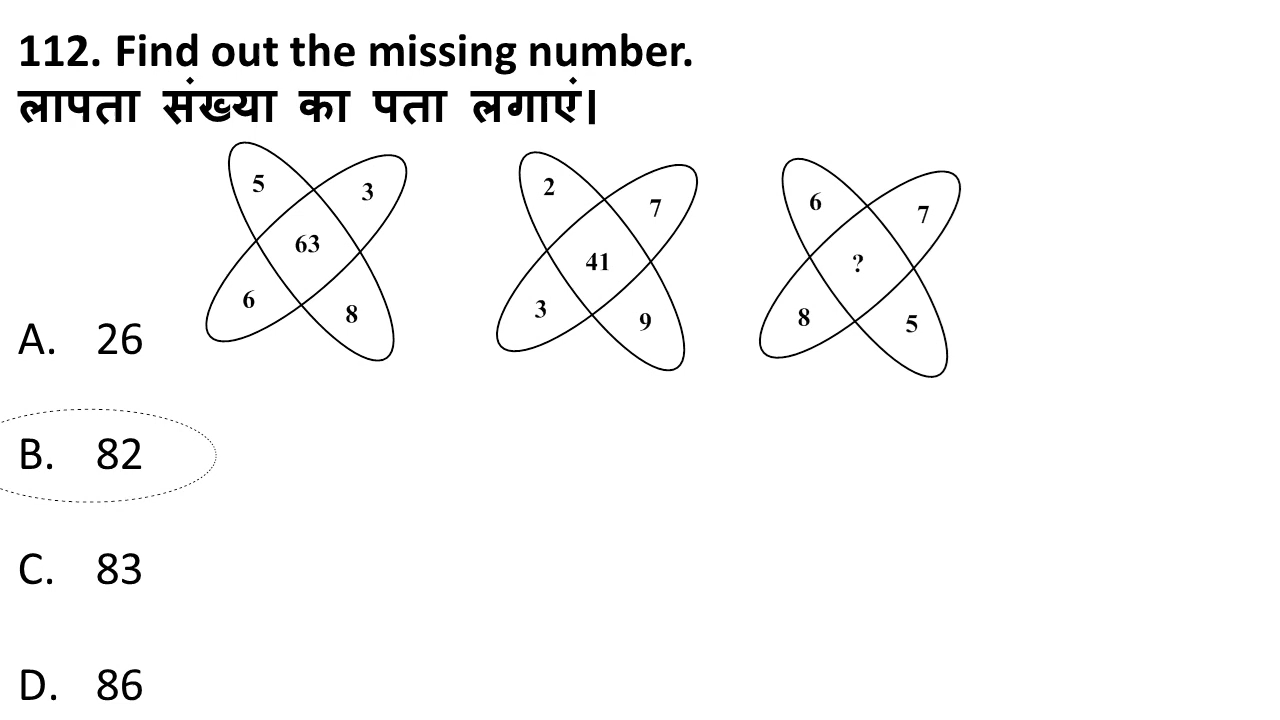 112. Find out the missing number.
लापता संख्या का पता लगाएं।
5 3
63
6 8
2 7
41
3 9
6 7
?
8 5
A. 26
B. 82
C. 83
D. 86